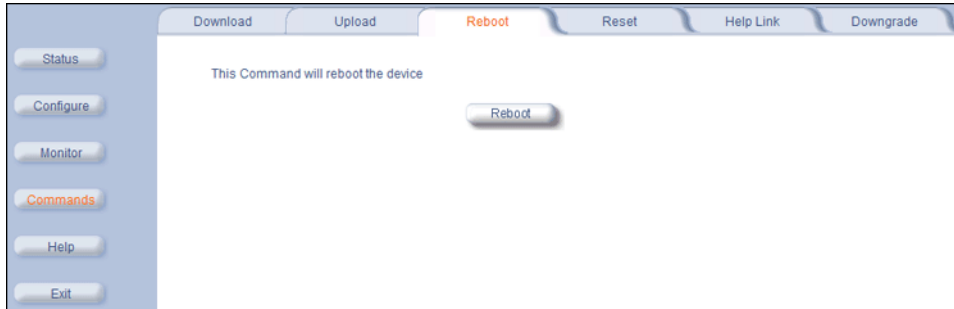 Download Upload Reboot Reset Help Link Downgrade
Status
This Command will reboot the device
Configure
Reboot
Monitor
Commands
Help
Exit